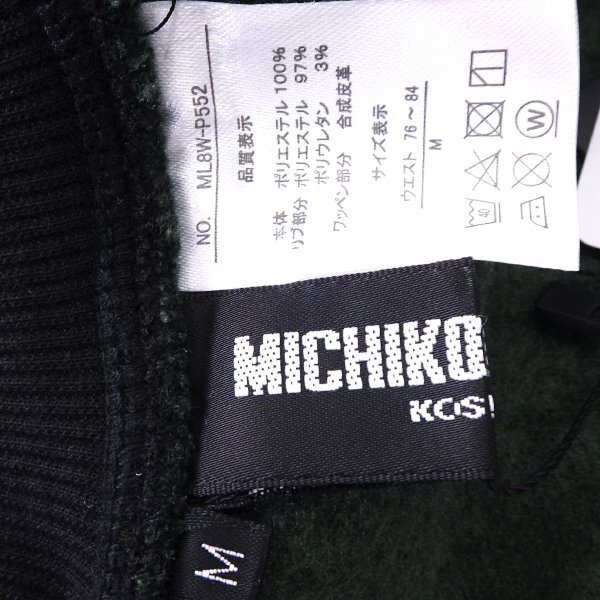 NO. ML8W-P552
品質表示
本体 ポリエステル 100%
リブ部分 ポリエステル 97%
ポリウレタン 3%
ワッペン部分 合成皮革
サイズ表示
ウエスト 76 ~ 84
M
40
W
MICHIKO
KOS
M